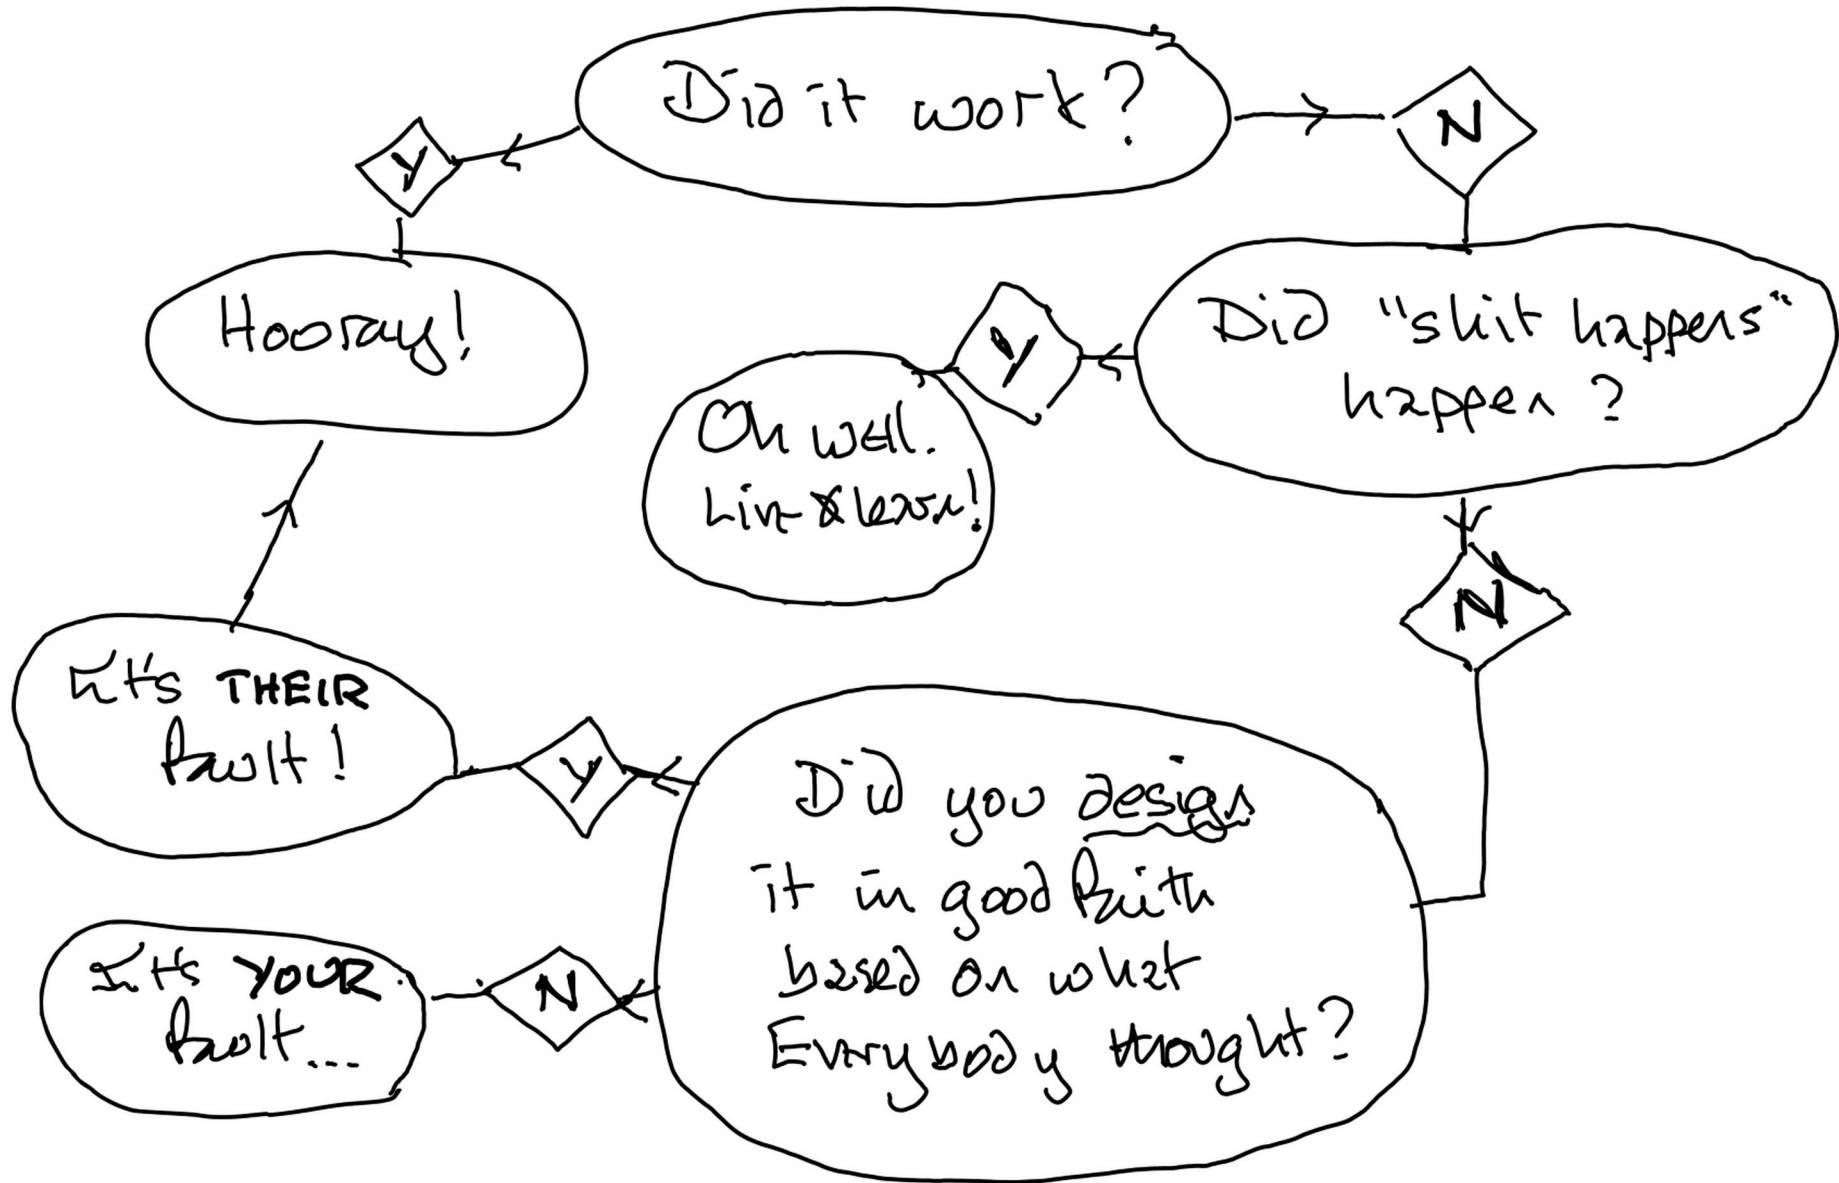 Did it work?
Y
N
Hooray!
Did "shit happens"
happen?
Y
Oh well.
Live & learn!
N
It's THEIR
fault!
Y
Did you design
it in good faith
based on what
Everybody thought?
It's YOUR
fault...
N